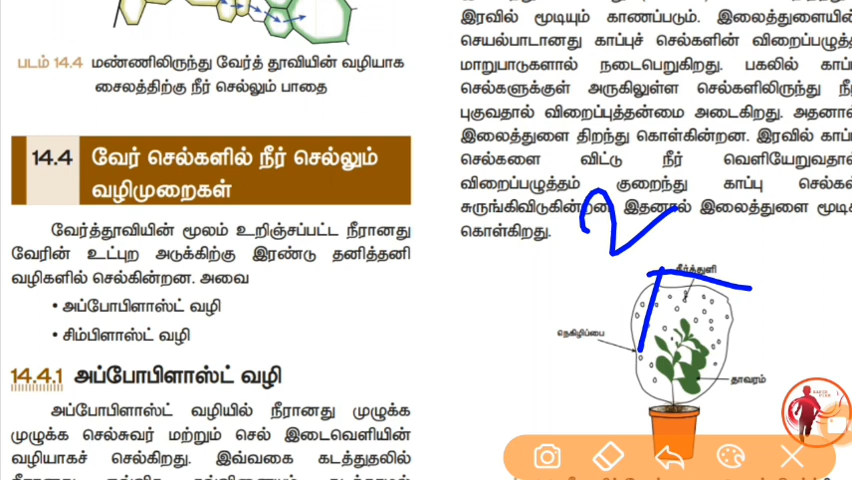 படம் 14.4 மண்ணிலிருந்து வேர்த் தூவியின் வழியாக
சைலத்திற்கு நீர் செல்லும் பாதை
14.4 வேர் செல்களில் நீர் செல்லும்
வழிமுறைகள்
வேர்த்தூவியின் மூலம் உறிஞ்சப்பட்ட நீரானது
வேரின் உட்புற அடுக்கிற்கு இரண்டு தனித்தனி
வழிகளில் செல்கின்றன. அவை
• அப்போபிளாஸ்ட் வழி
• சிம்பிளாஸ்ட் வழி
14.4.1 அப்போபிளாஸ்ட் வழி
அப்போபிளாஸ்ட் வழியில் நீரானது முழுக்க
முழுக்க செல்சுவர் மற்றும் செல் இடைவெளியின்
வழியாகச் செல்கிறது. இவ்வகை கடத்துதலில்
இரவில் மூடியும் காணப்படும். இலைத்துளையின்
செயல்பாடானது காப்புச் செல்களின் விறைப்பழுத்த
மாறுபாடுகளால் நடைபெறுகிறது. பகலில் காப்பு
செல்களுக்குள் அருகிலுள்ள செல்களிலிருந்து நீர்
புகுவதால் விறைப்புத்தன்மை அடைகிறது. அதனால்
இலைத்துளை திறந்து கொள்கின்றன. இரவில் காப்பு
செல்களை விட்டு நீர் வெளியேறுவதால்
விறைப்பழுத்தம் குறைந்து காப்பு செல்கள்
சுருங்கிவிடுகின்றன. இதனால் இலைத்துளை மூடிக்
கொள்கிறது.
2
நீர்த்துளி
நெகிழிப்பை
தாவரம்